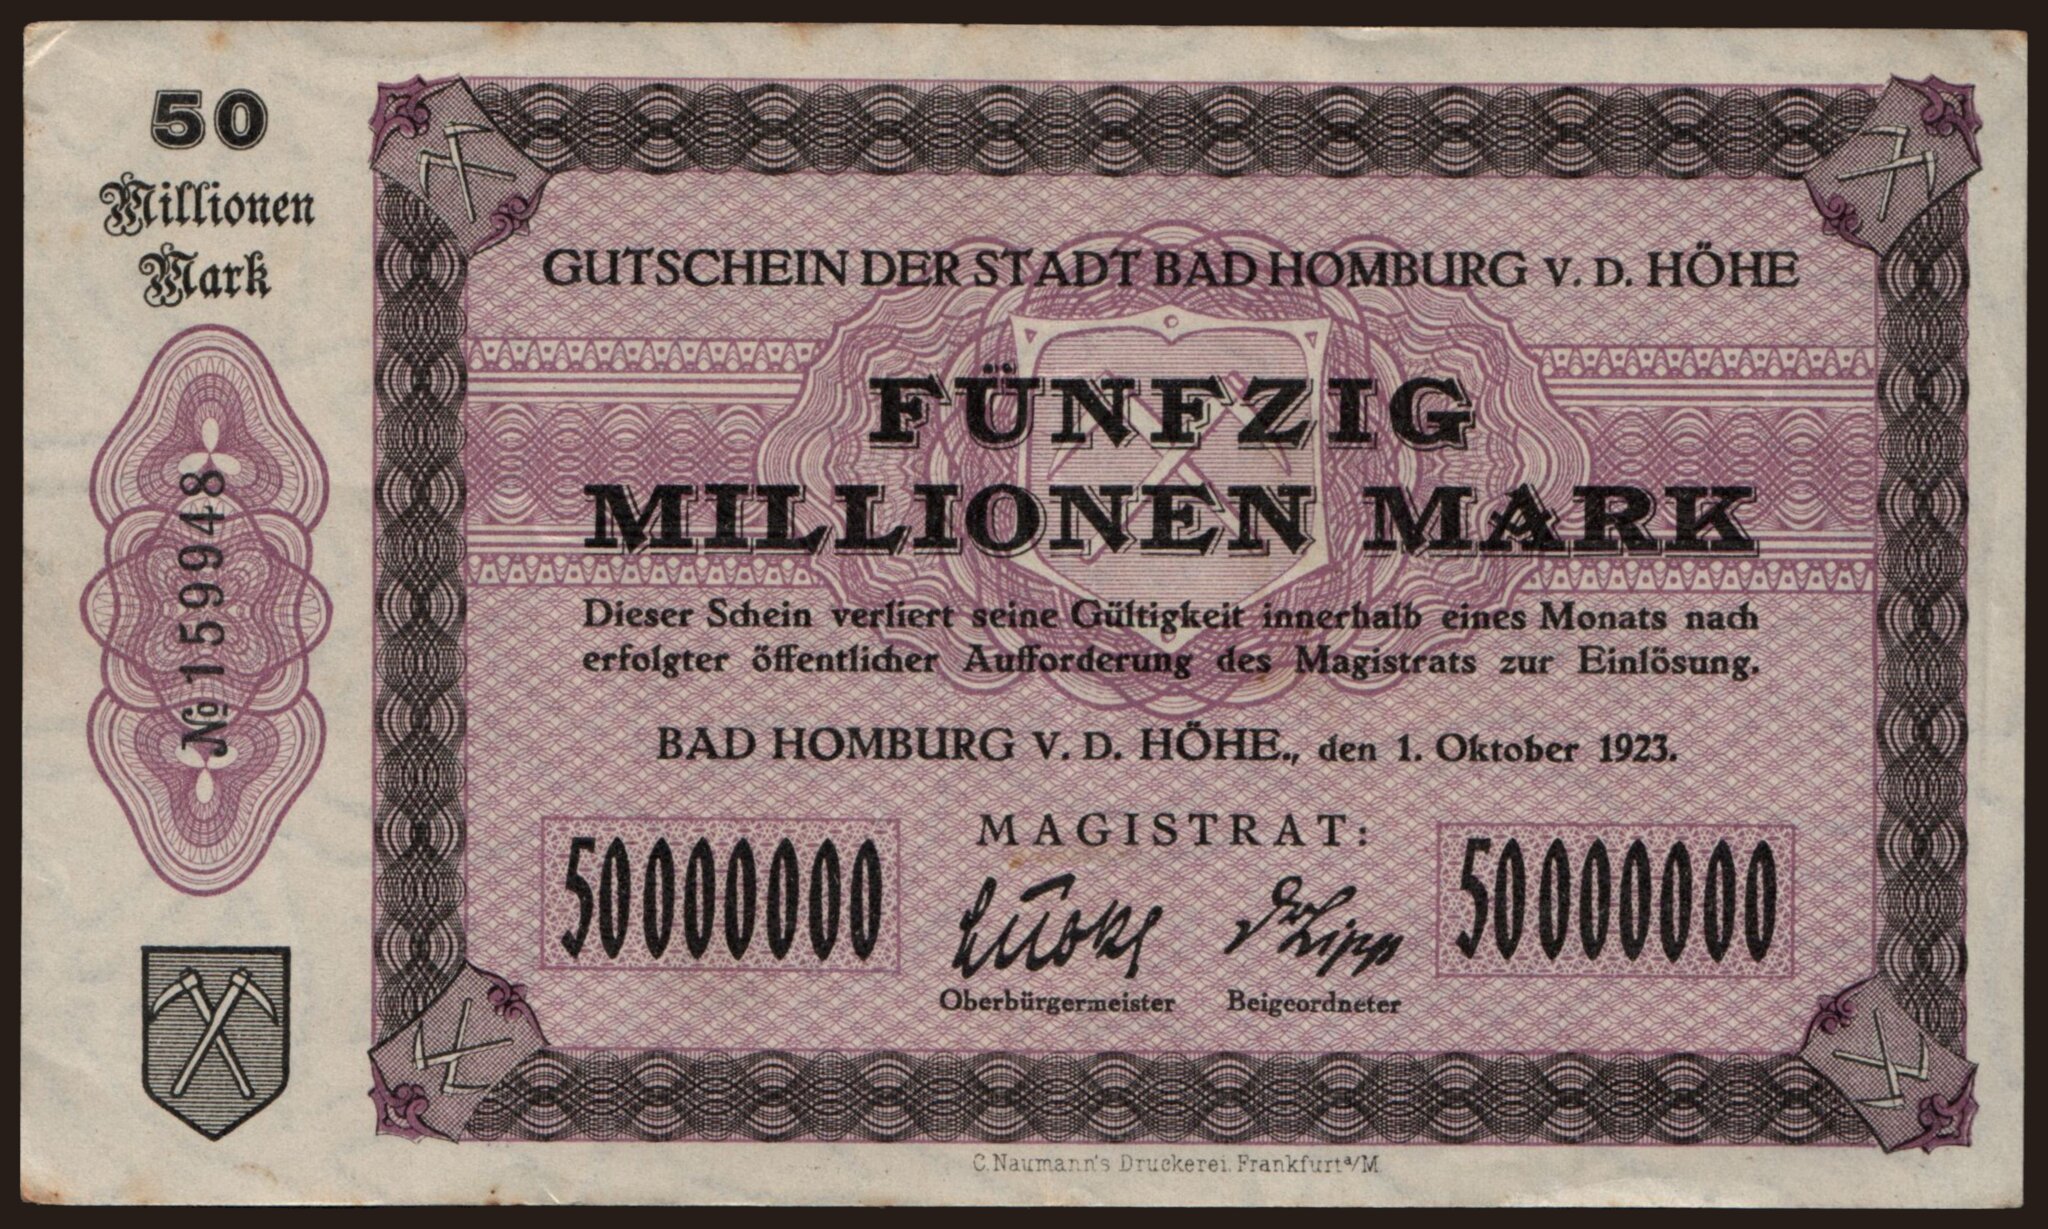 50
Millionen
Mark
№ 159948
GUTSCHEIN DER STADT BAD HOMBURG V. D. HÖHE
FÜNFZIG
MILLIONEN MARK
Dieser Schein verliert seine Gültigkeit innerhalb eines Monats nach
erfolgter öffentlicher Aufforderung des Magistrats zur Einlösung.
BAD HOMBURG V. D. HÖHE., den 1. Oktober 1923.
MAGISTRAT:
50000000
50000000
Oberbürgermeister Beigeordneter
C. Naumann's Druckerei. Frankfurt a/M